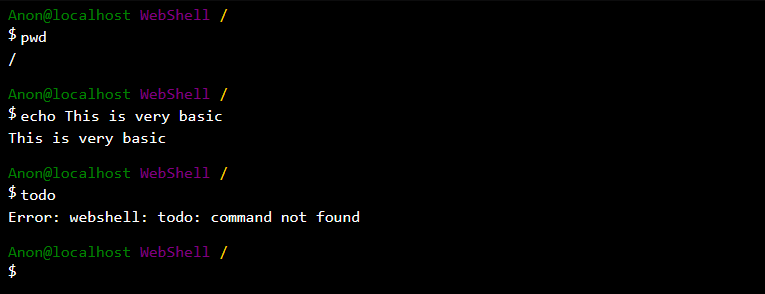 Anon@localhost WebShell /
$ pwd
/
Anon@localhost WebShell /
$ echo This is very basic
This is very basic
Anon@localhost WebShell /
$ todo
Error: webshell: todo: command not found
Anon@localhost WebShell /
$